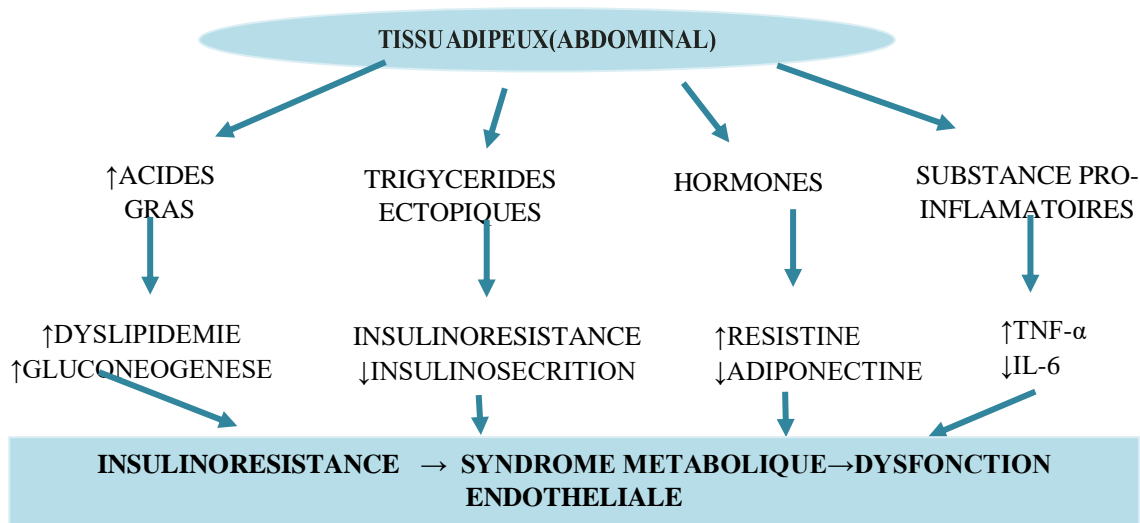 TISSU ADIPEUX(ABDOMINAL)
↑ACIDES
GRAS
TRIGYCERIDES
ECTOPIQUES
HORMONES
SUBSTANCE PRO-
INFLAMATOIRES
↑DYSLIPIDEMIE
↑GLUCONEOGENESE
INSULINORESISTANCE
↓INSULINOSECRITION
↑RESISTINE
↓ADIPONECTINE
↑TNF-α
↓IL-6
INSULINORESISTANCE → SYNDROME METABOLIQUE→DYSFONCTION
ENDOTHELIALE